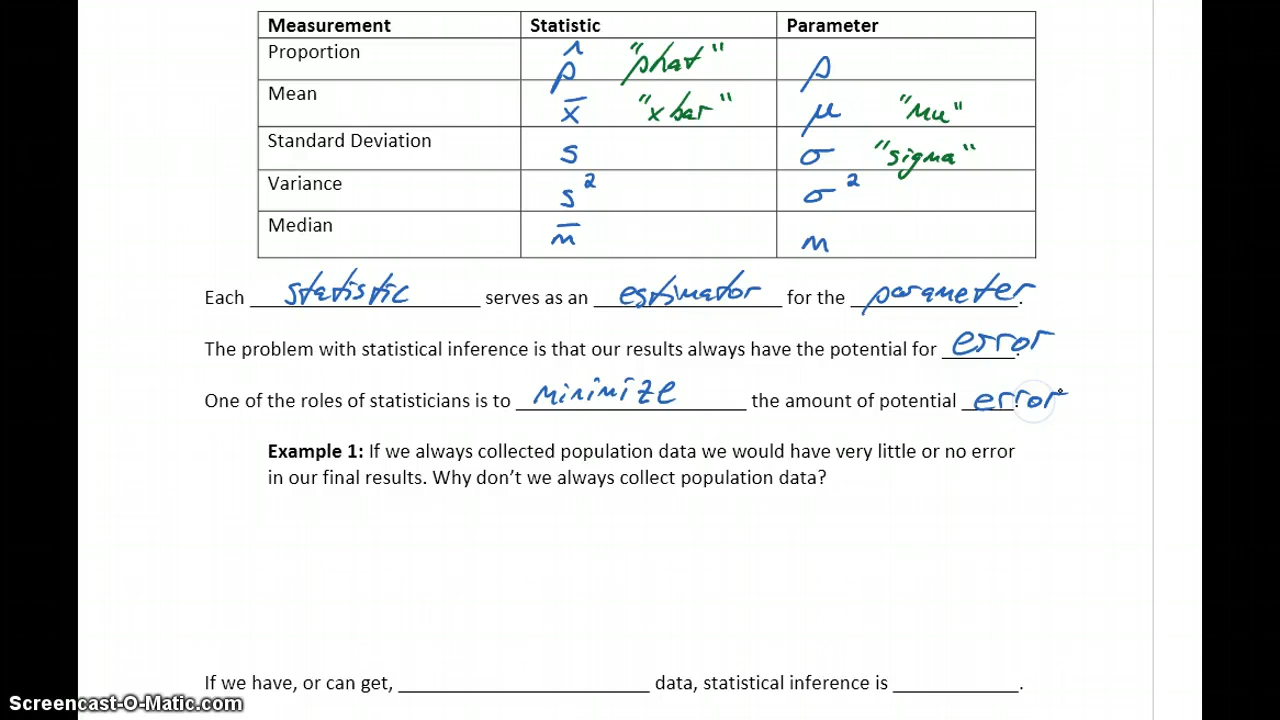 Measurement Statistic Parameter
Proportion p̂ "phat" p
Mean x̄ "x bar" μ "Mu"
Standard Deviation s σ "sigma"
Variance s² σ²
Median m̄ m
Each statistic serves as an estimator for the parameter.
The problem with statistical inference is that our results always have the potential for error.
One of the roles of statisticians is to minimize the amount of potential error.
Example 1: If we always collected population data we would have very little or no error
in our final results. Why don't we always collect population data?
If we have, or can get, ____________ data, statistical inference is ____________.
Screencast-O-Matic.com